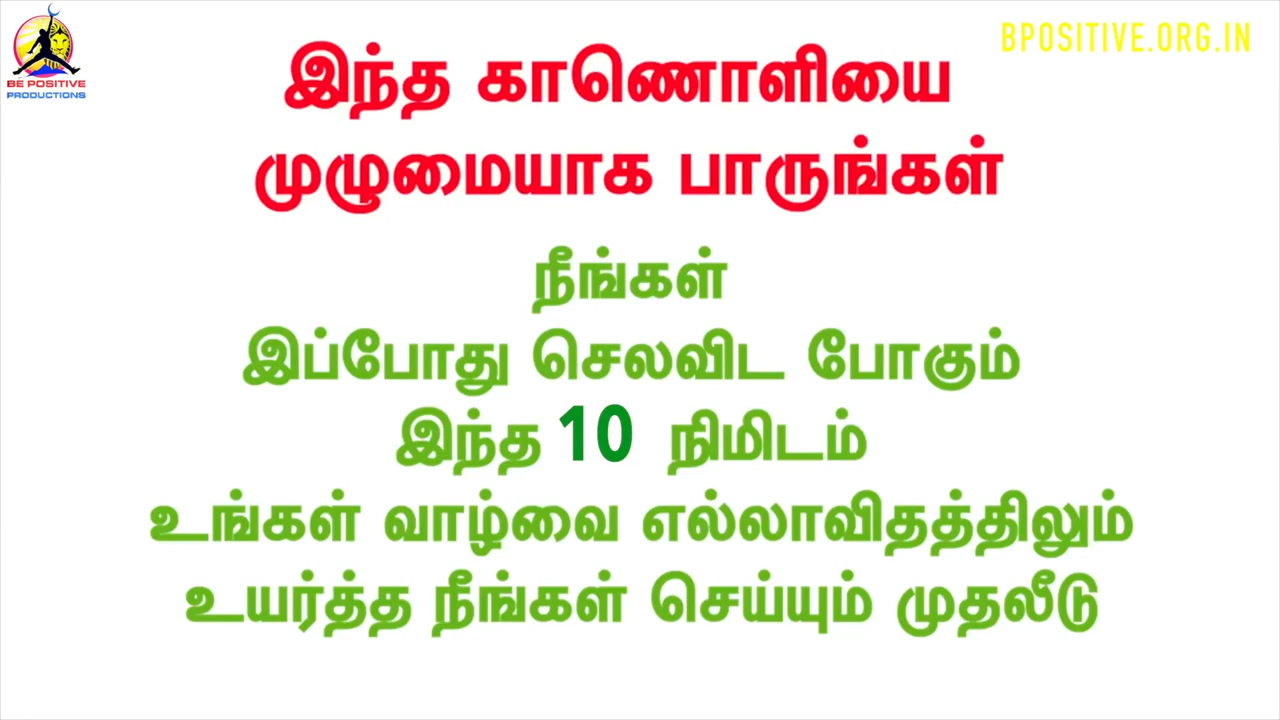 BE POSITIVE
PRODUCTIONS
BPOSITIVE.ORG.IN
இந்த காணொளியை
முழுமையாக பாருங்கள்
நீங்கள்
இப்போது செலவிட போகும்
இந்த 10 நிமிடம்
உங்கள் வாழ்வை எல்லாவிதத்திலும்
உயர்த்த நீங்கள் செய்யும் முதலீடு